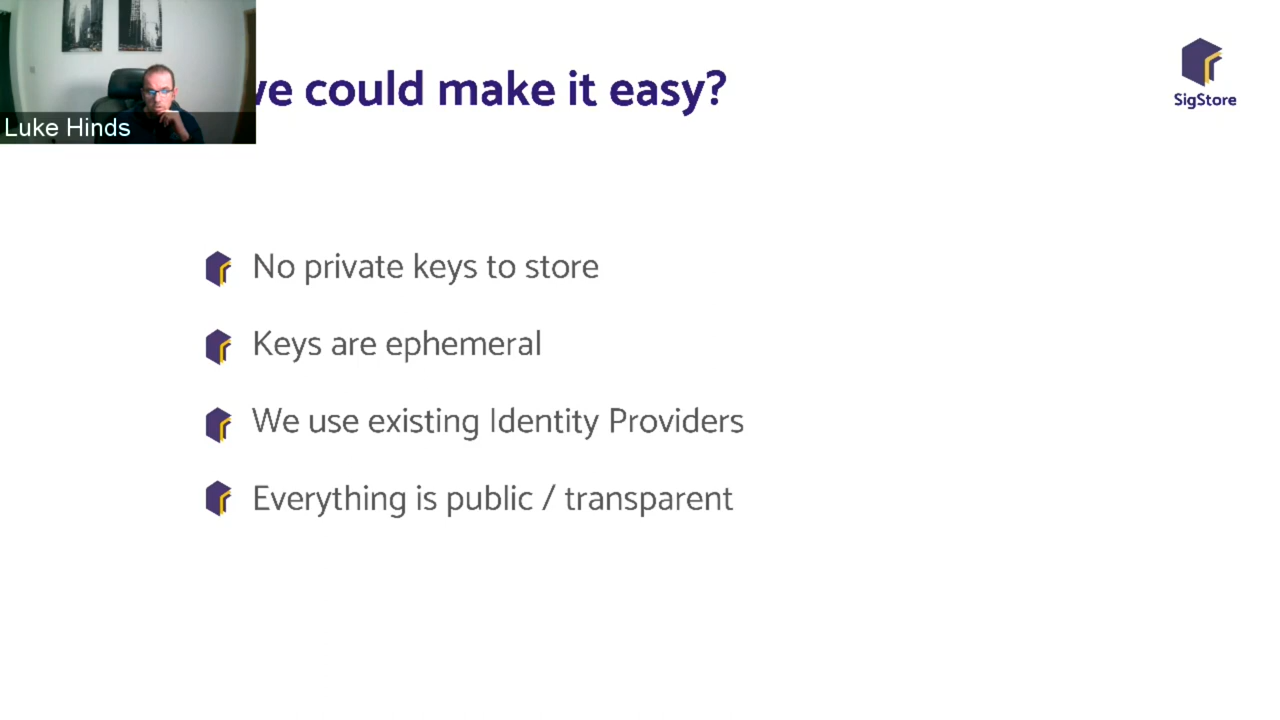 could make it easy?
SigStore
Luke Hinds
No private keys to store
Keys are ephemeral
We use existing Identity Providers
Everything is public / transparent